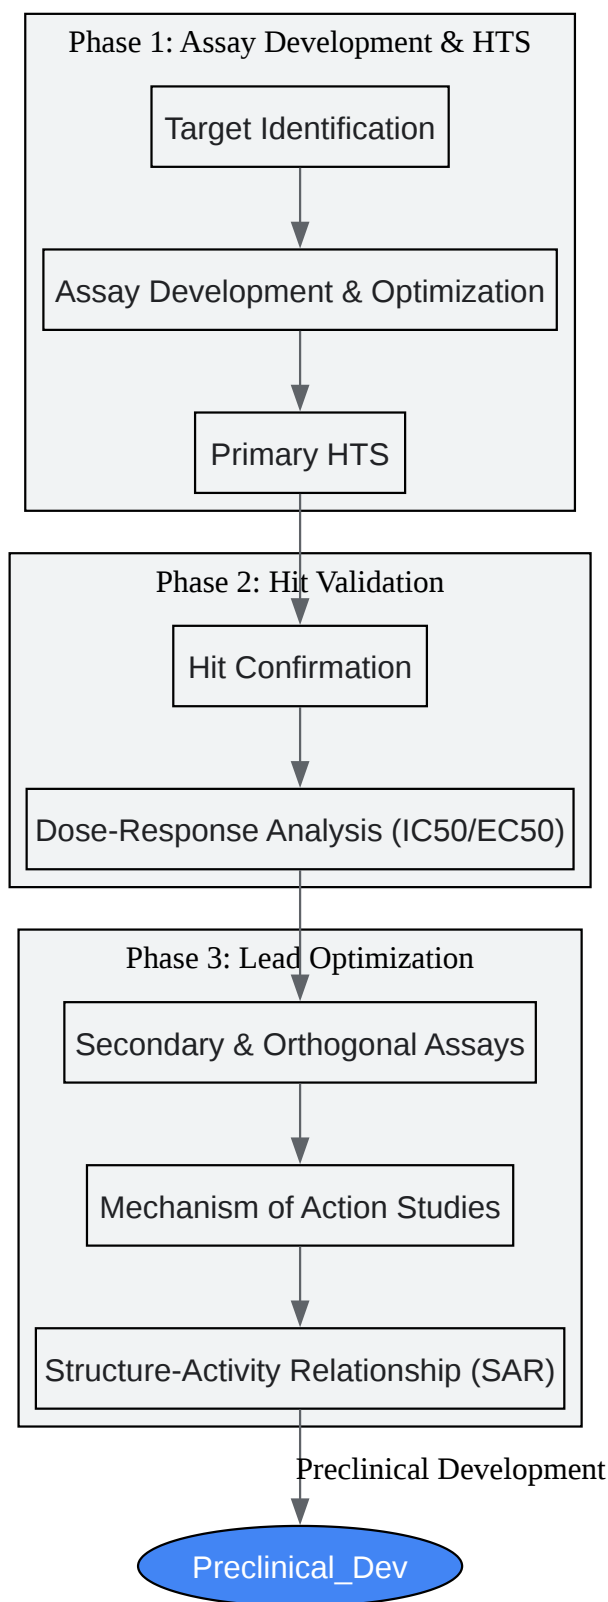 Phase 1: Assay Development & HTS
Target Identification
Assay Development & Optimization
Primary HTS
Phase 2: Hit Validation
Hit Confirmation
Dose-Response Analysis (IC50/EC50)
Phase 3: Lead Optimization
Secondary & Orthogonal Assays
Mechanism of Action Studies
Structure-Activity Relationship (SAR)
Preclinical Development
Preclinical_Dev